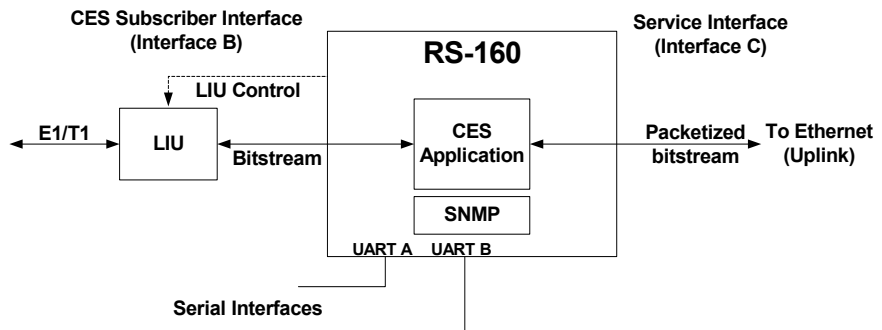 CES Subscriber Interface
(Interface B)
Service Interface
(Interface C)
RS-160
LIU Control
E1/T1
LIU
Bitstream
CES
Application
Packetized
bitstream
To Ethernet
(Uplink)
SNMP
UART A
UART B
Serial Interfaces